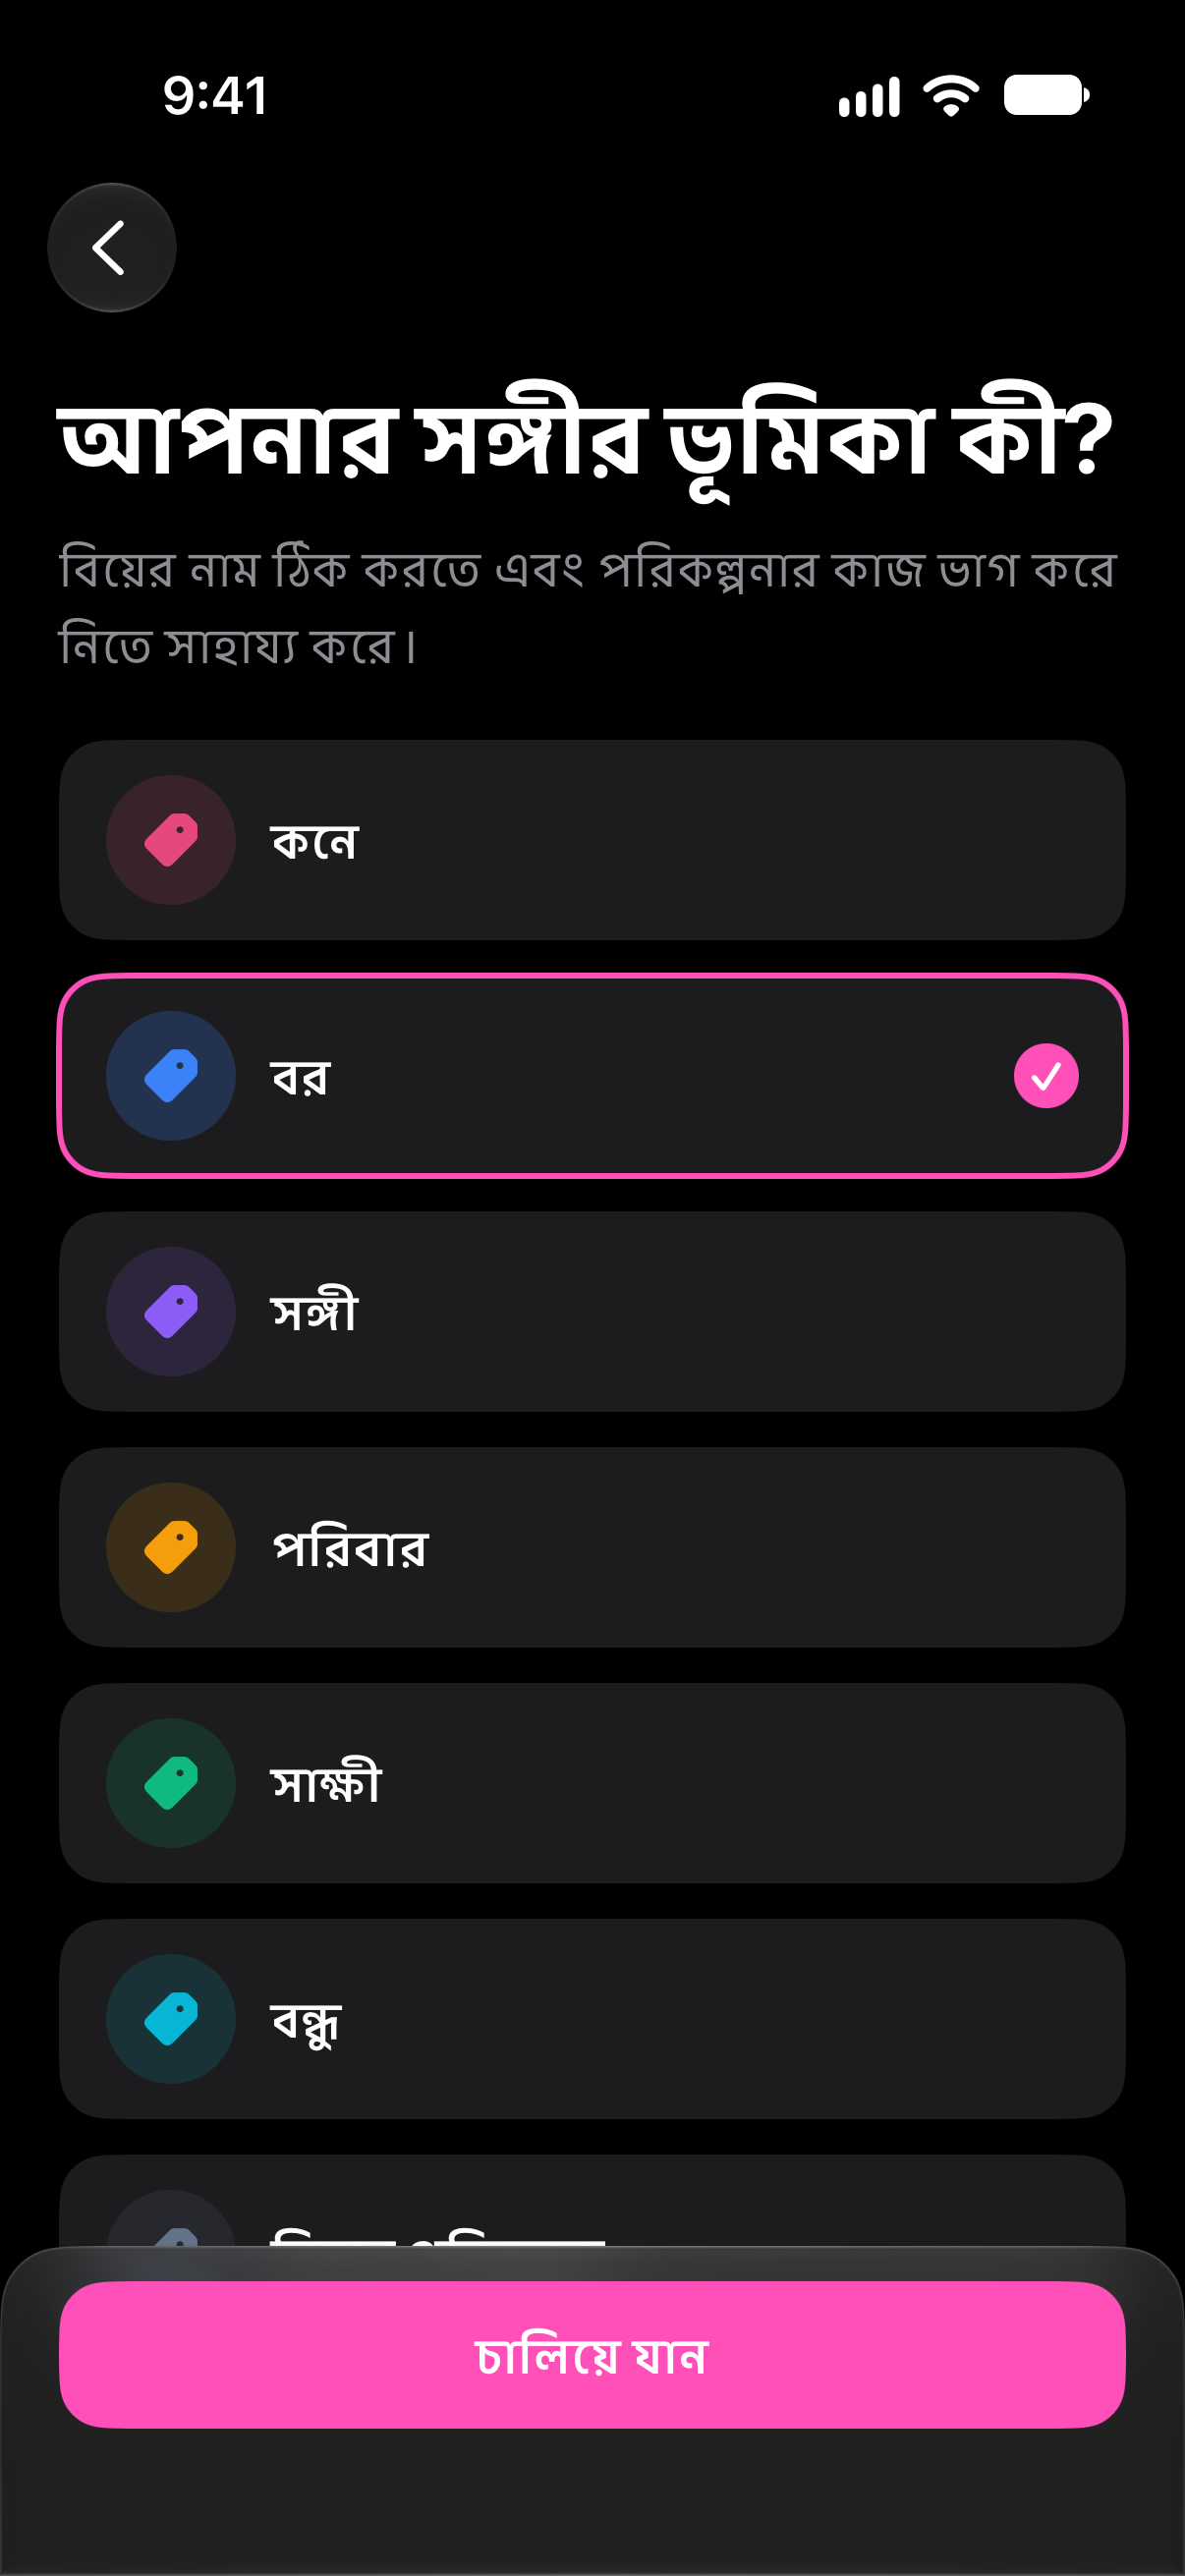 9:41
আপনার সঙ্গীর ভূমিকা কী?
বিয়ের নাম ঠিক করতে এবং পরিকল্পনার কাজ ভাগ করে
নিতে সাহায্য করে।
কনে
বর
সঙ্গী
পরিবার
সাক্ষী
বন্ধু
চালিয়ে যান